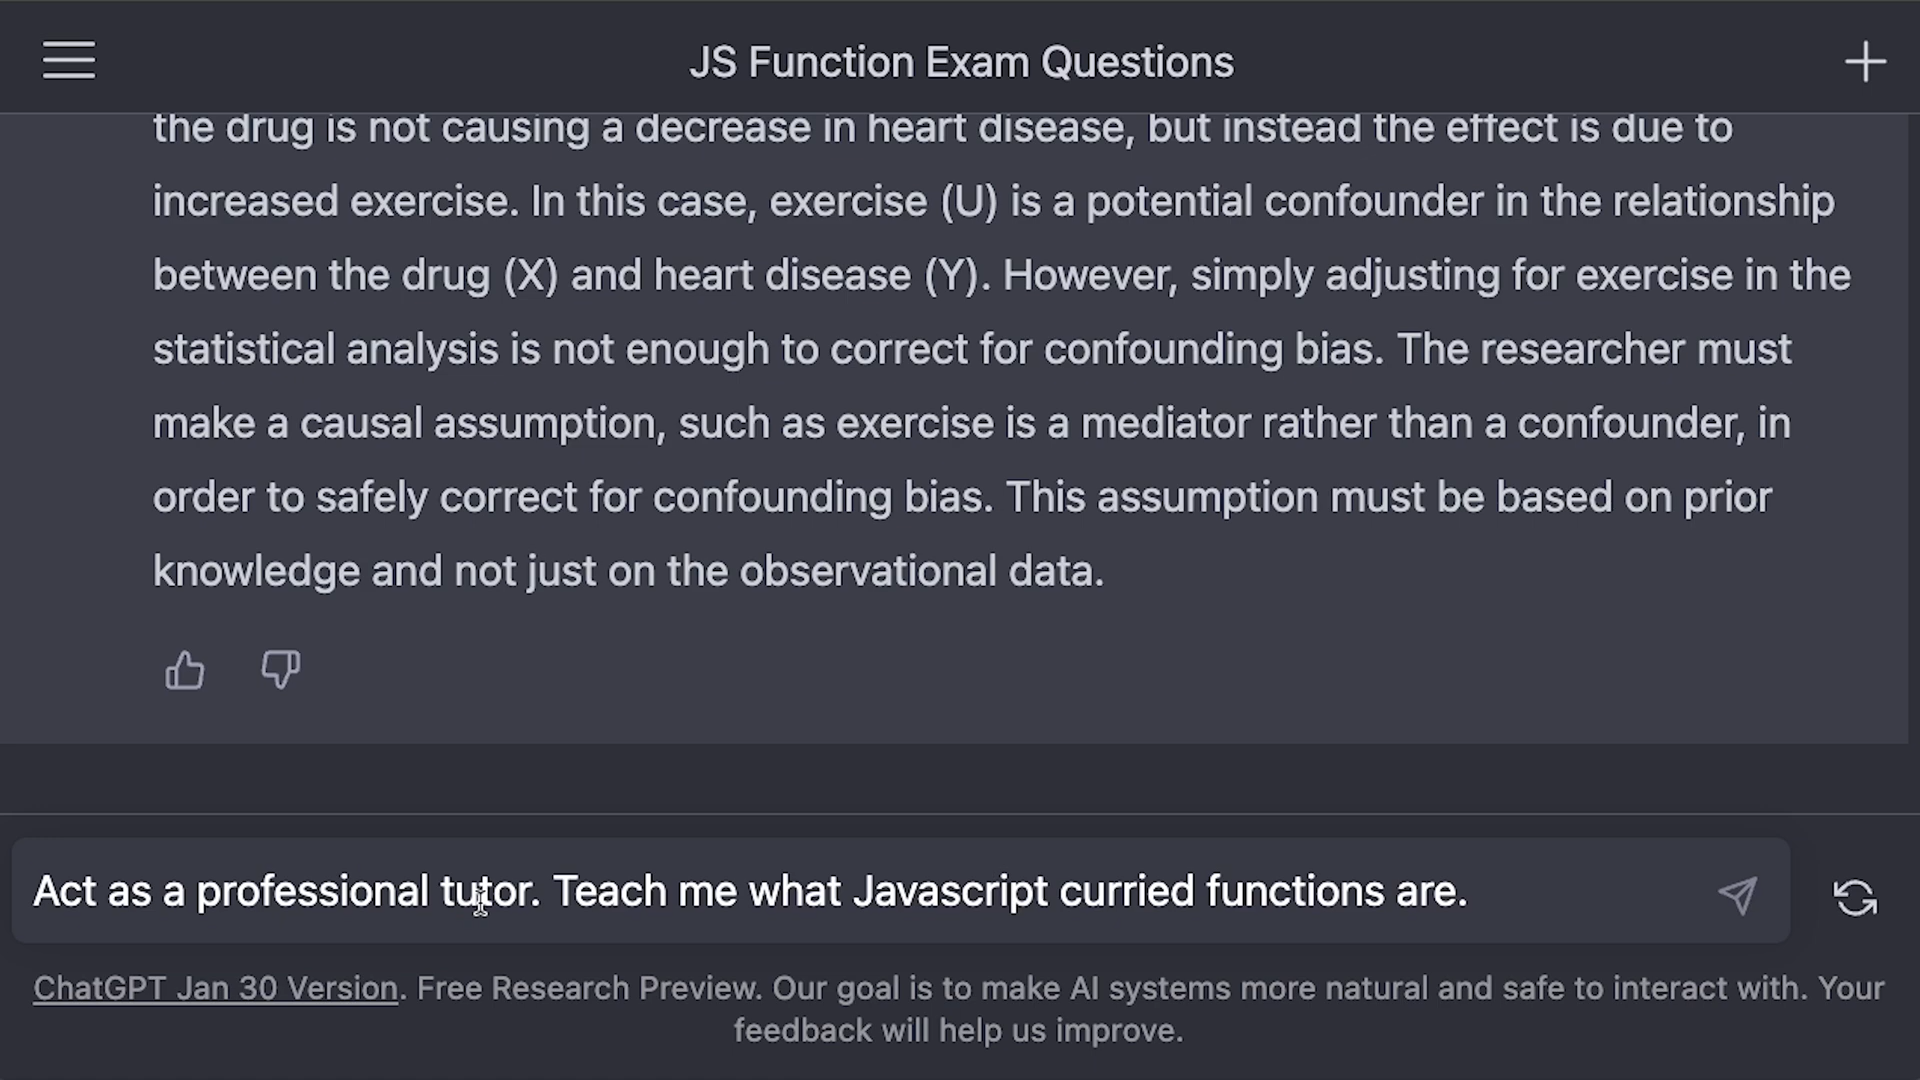 JS Function Exam Questions
the drug is not causing a decrease in heart disease, but instead the effect is due to
increased exercise. In this case, exercise (U) is a potential confounder in the relationship
between the drug (X) and heart disease (Y). However, simply adjusting for exercise in the
statistical analysis is not enough to correct for confounding bias. The researcher must
make a causal assumption, such as exercise is a mediator rather than a confounder, in
order to safely correct for confounding bias. This assumption must be based on prior
knowledge and not just on the observational data.
Act as a professional tutor. Teach me what Javascript curried functions are.
ChatGPT Jan 30 Version. Free Research Preview. Our goal is to make AI systems more natural and safe to interact with. Your
feedback will help us improve.